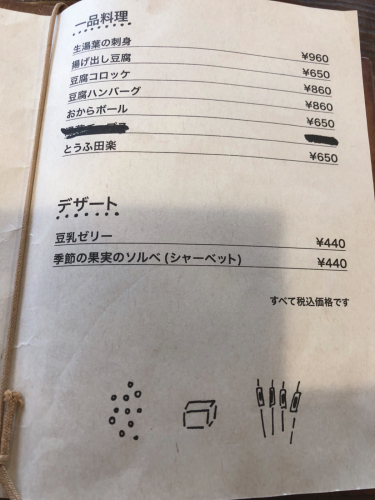 一品料理
生湯葉の刺身 ¥960
揚げ出し豆腐 ¥650
豆腐コロッケ ¥860
豆腐ハンバーグ ¥860
おからボール ¥650
とうふ田楽 ¥650
デザート
豆乳ゼリー ¥440
季節の果実のソルベ (シャーベット) ¥440
すべて税込価格です